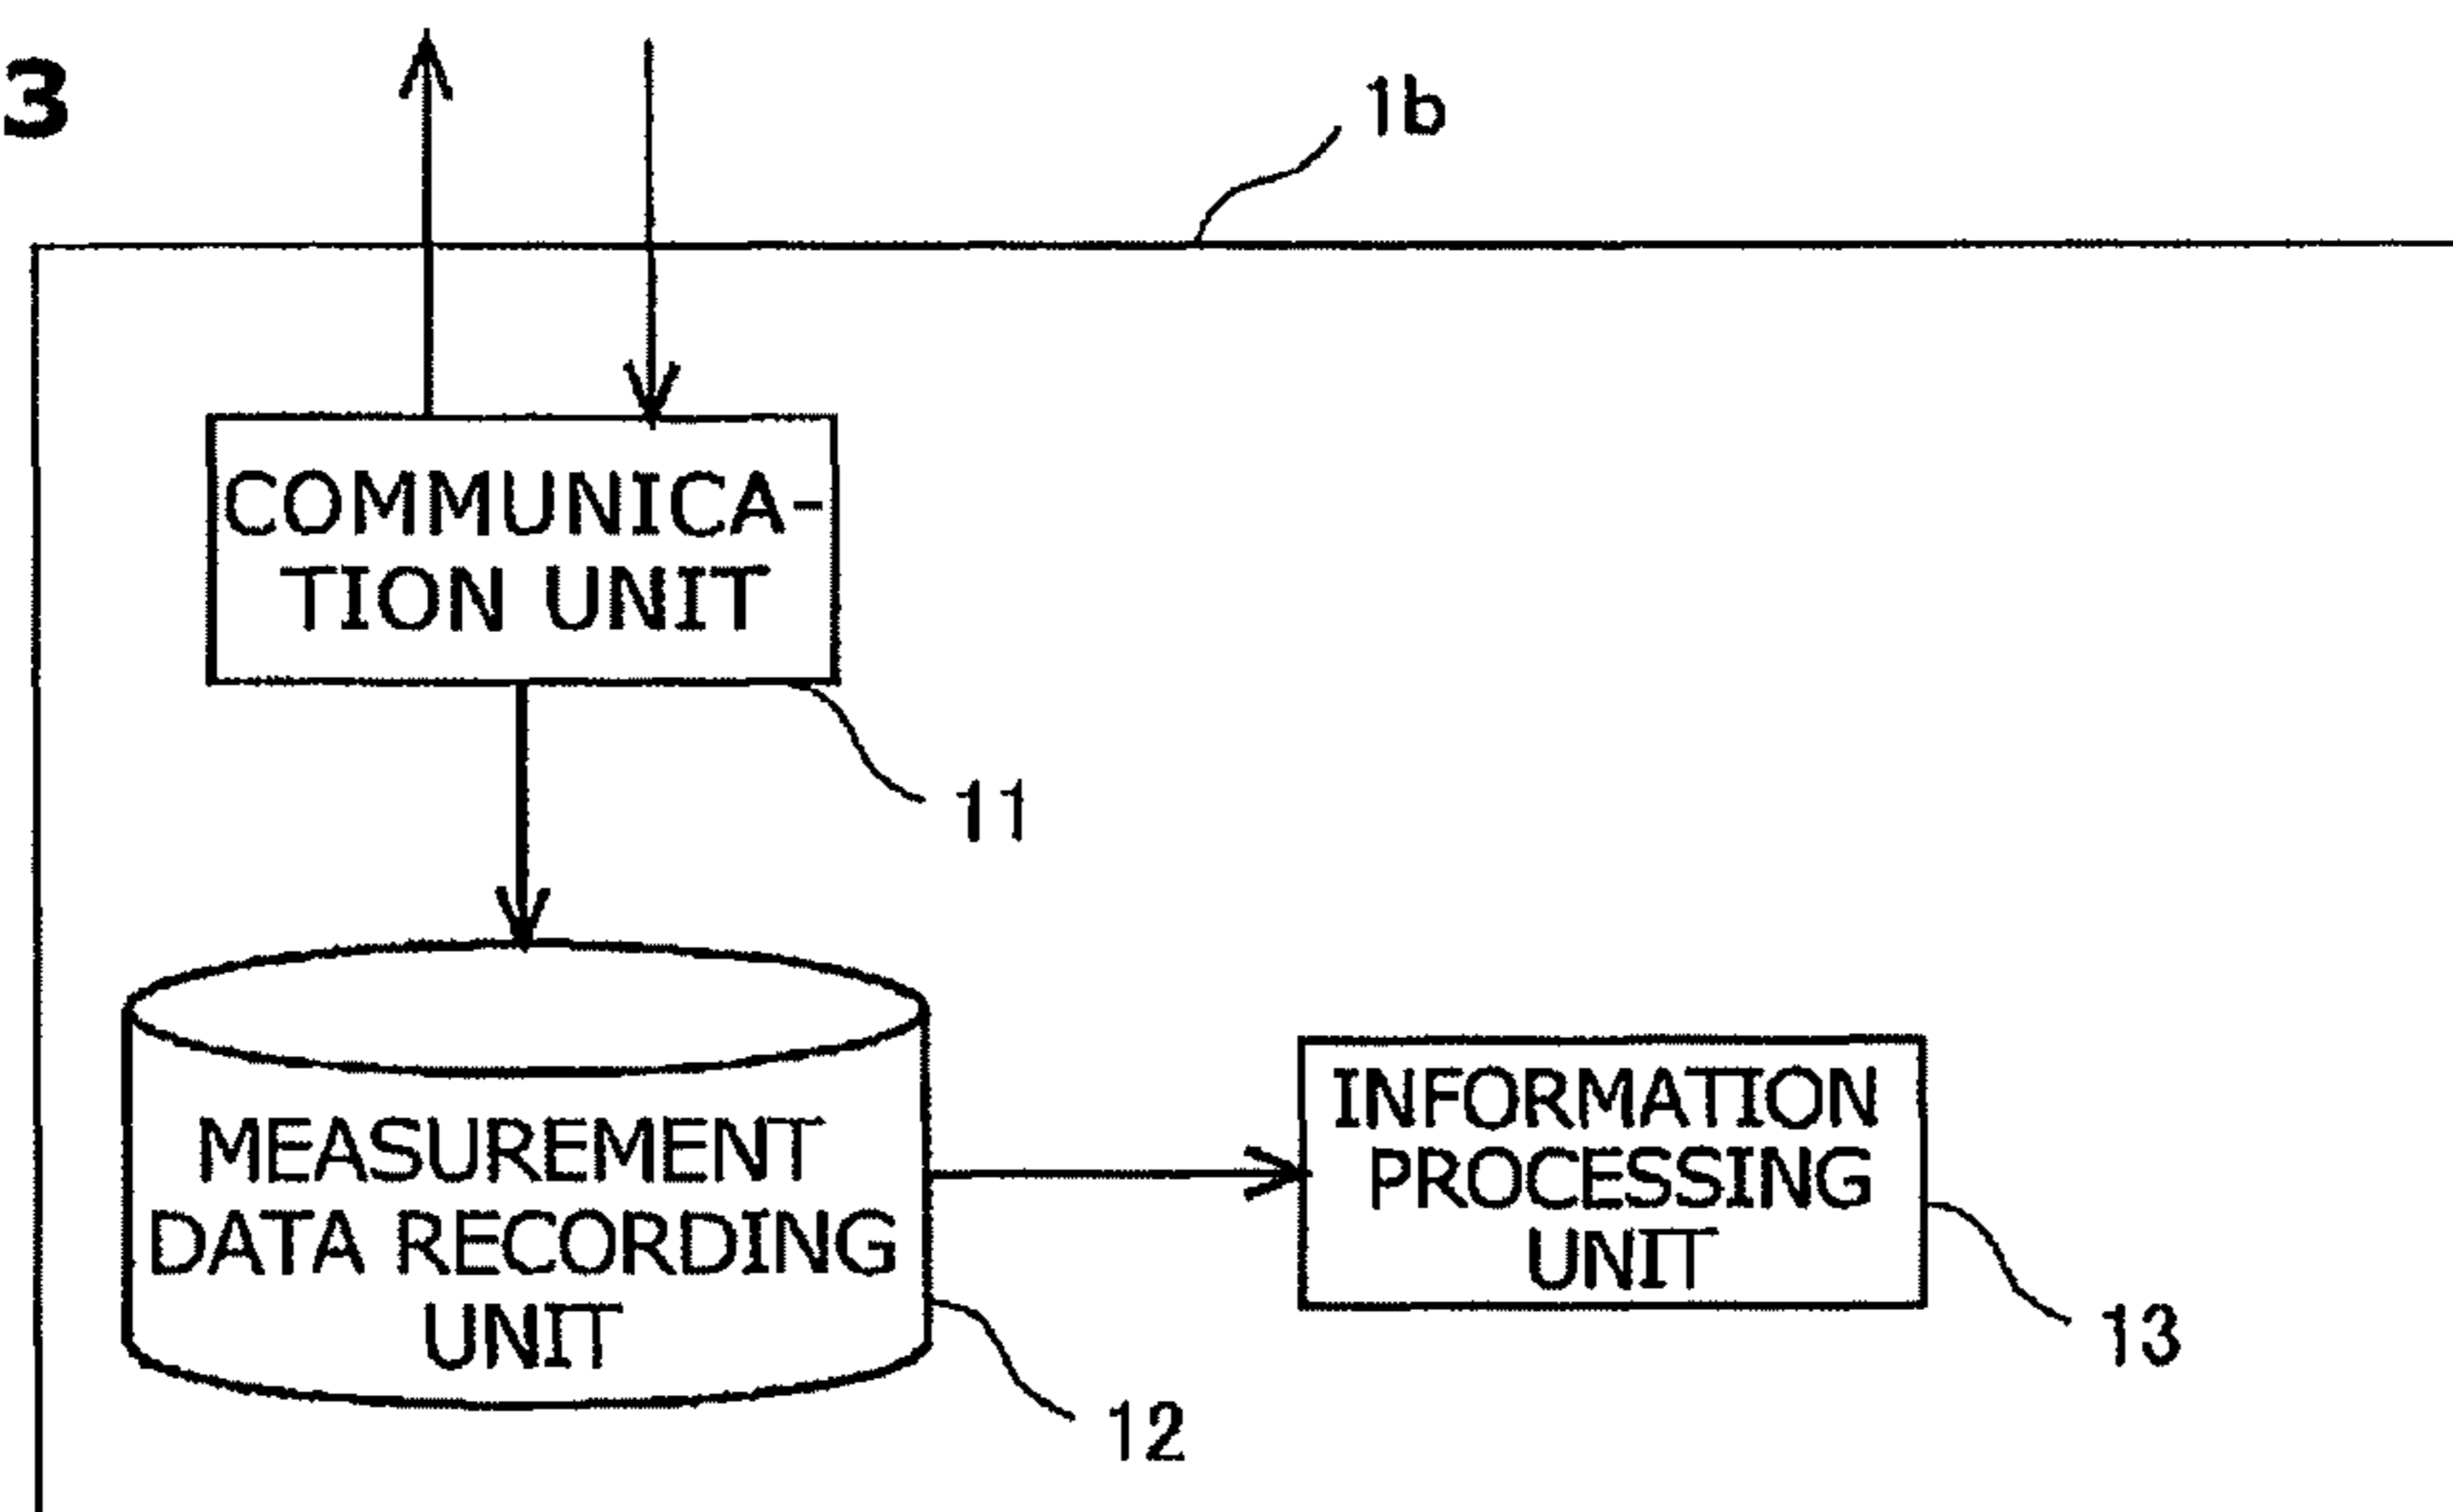 3
1b
COMMUNICA-
TION UNIT
11
MEASUREMENT
DATA RECORDING
UNIT
12
INFORMATION
PROCESSING
UNIT
13